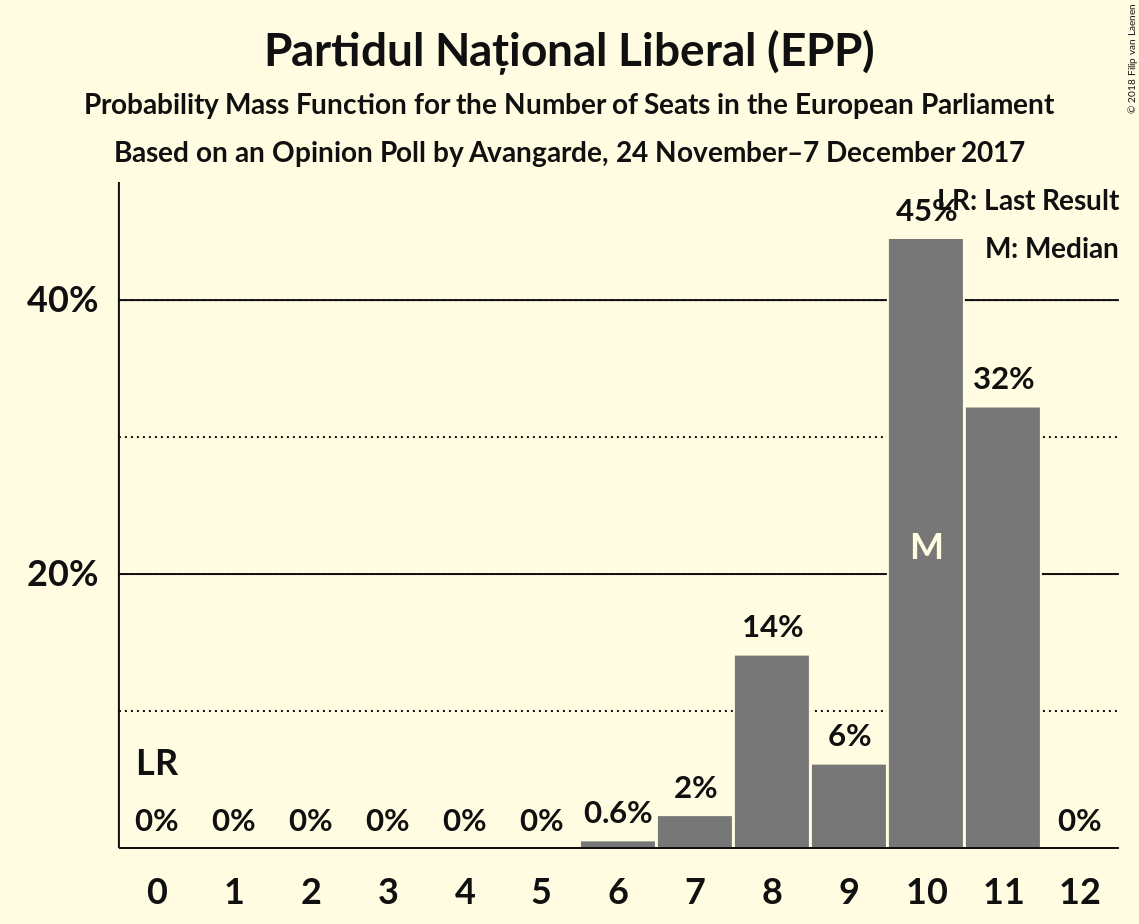 Partidul Național Liberal (EPP)
Probability Mass Function for the Number of Seats in the European Parliament
Based on an Opinion Poll by Avangarde, 24 November–7 December 2017
© 2018 Filip van Laenen
LR: Last Result
M: Median
45%
40%
32%
M
20%
14%
6%
LR
2%
0% 0% 0% 0% 0% 0% 0.6% 0%
0 1 2 3 4 5 6 7 8 9 10 11 12